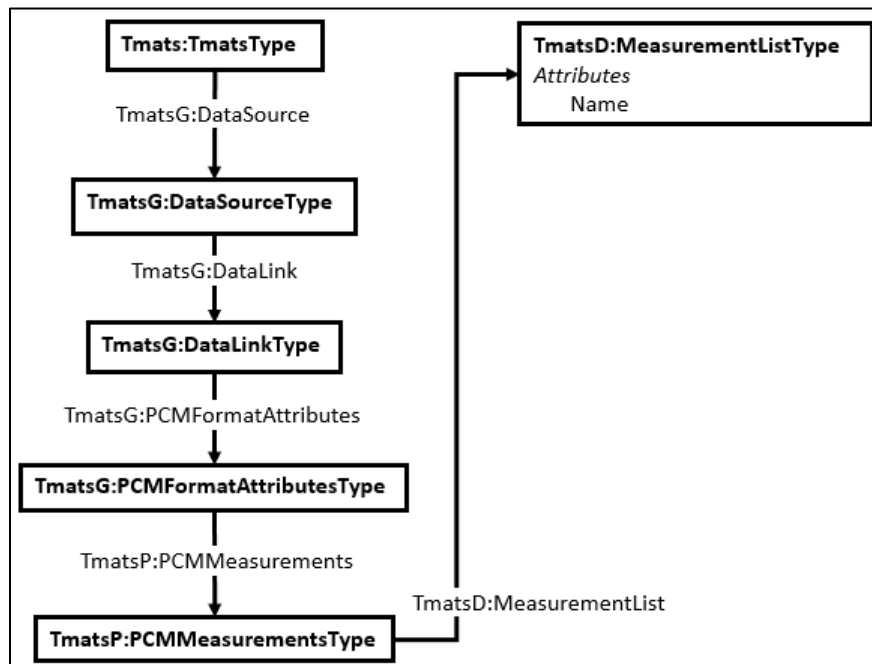 Tmats:TmatsType
TmatsG:DataSource
TmatsG:DataSourceType
TmatsG:DataLink
TmatsG:DataLinkType
TmatsG:PCMFormatAttributes
TmatsG:PCMFormatAttributesType
TmatsP:PCMMeasurements
TmatsP:PCMMeasurementsType
TmatsD:MeasurementList
TmatsD:MeasurementListType
Attributes
Name